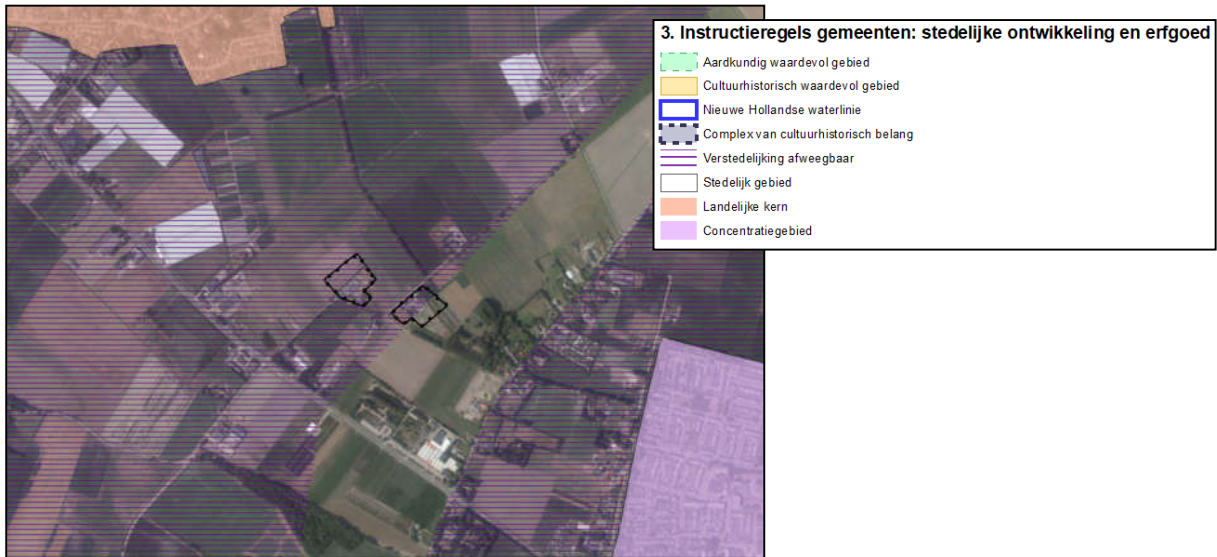 3. Instructieregels gemeenten: stedelijke ontwikkeling en erfgoed
Aardkundig waardevol gebied
Cultuurhistorisch waardevol gebied
Nieuwe Hollandse waterlinie
Complex van cultuurhistorisch belang
Verstedelijking afweegbaar
Stedelijk gebied
Landelijke kern
Concentratiegebied